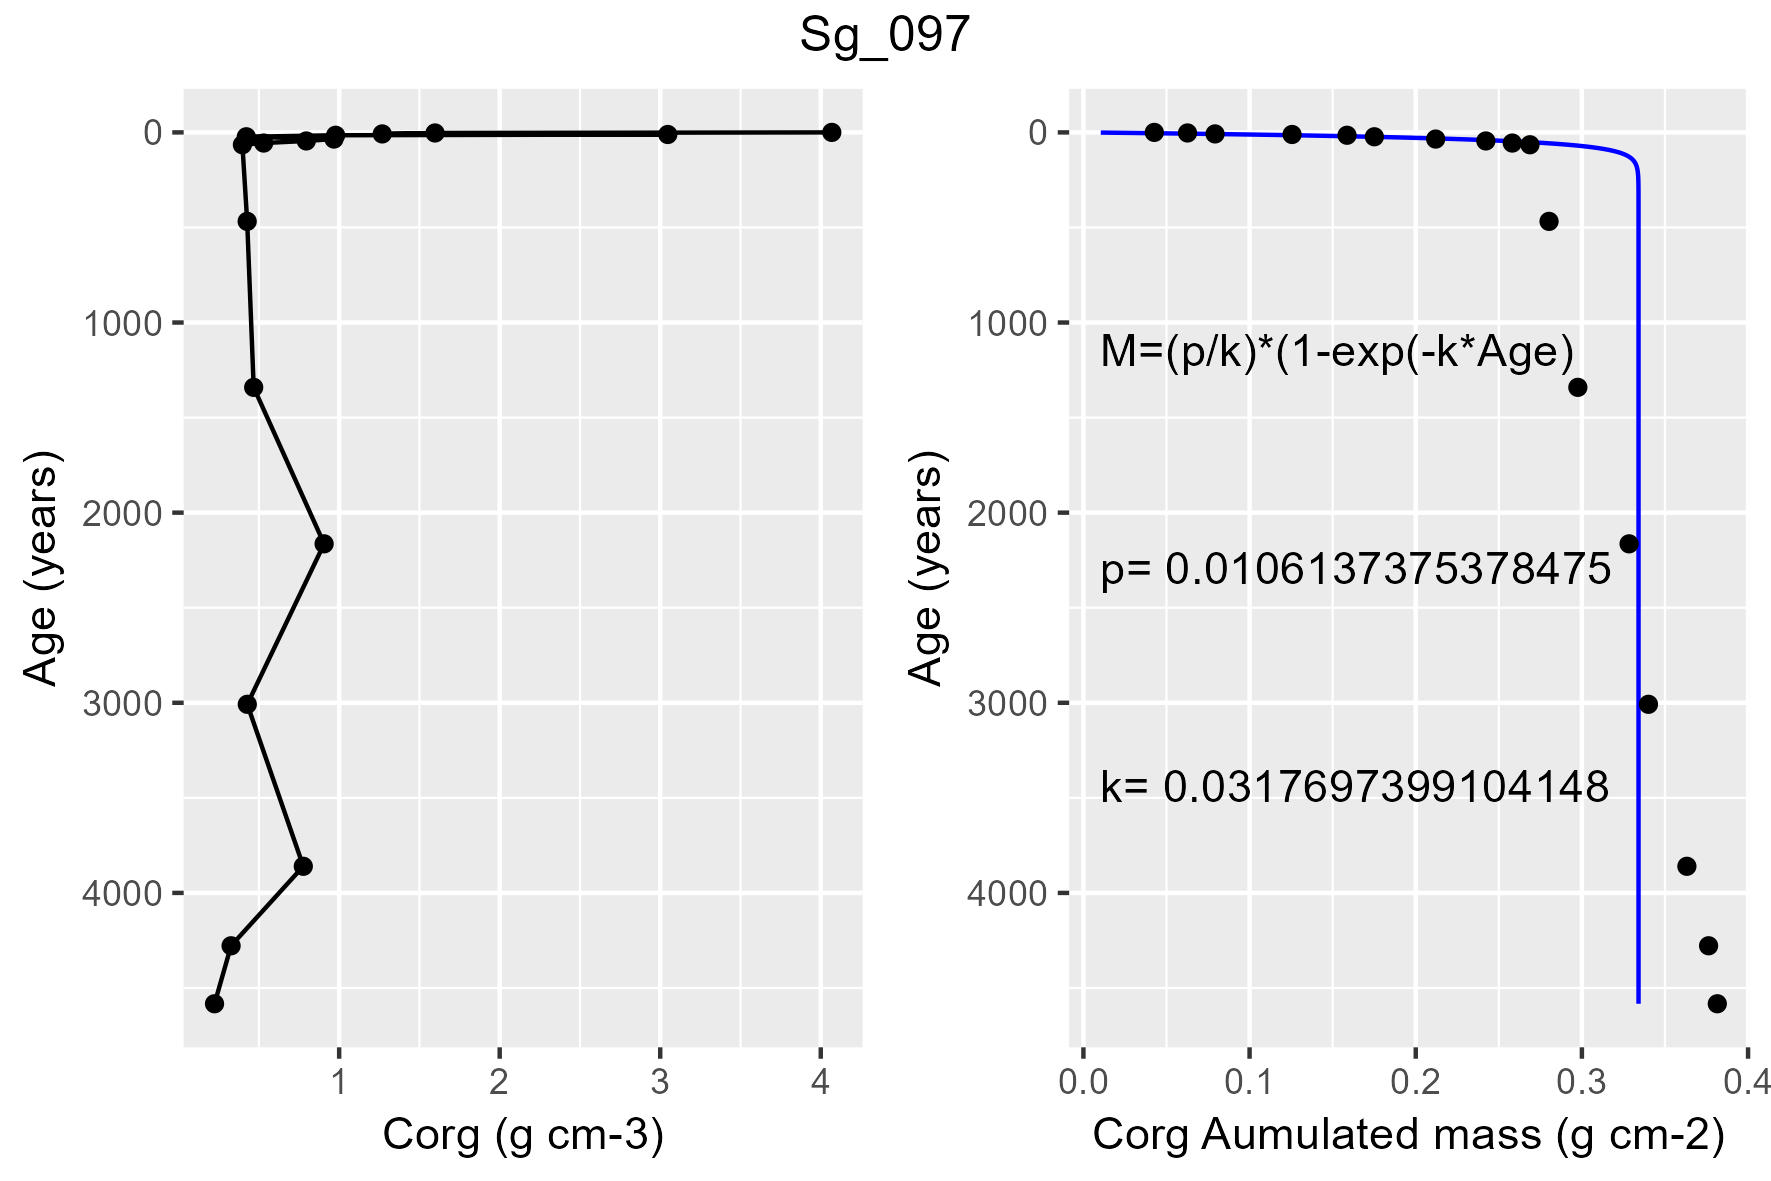 Sg_097
0
1000
2000
3000
4000
Age (years)
1
2
3
4
Corg (g cm-3)
0
1000
2000
3000
4000
Age (years)
M=(p/k)*(1-exp(-k*Age)
p= 0.0106137375378475
k= 0.0317697399104148
0.0
0.1
0.2
0.3
0.4
Corg Aumulated mass (g cm-2)